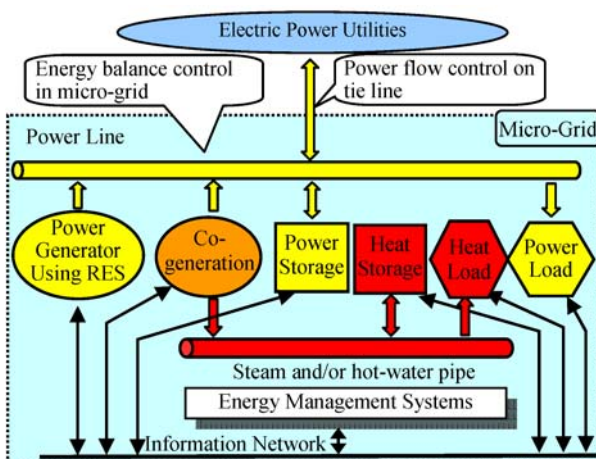 Electric Power Utilities
Energy balance control
in micro-grid
Power flow control on
tie line
Micro-Grid
Power Line
Power
Generator
Using RES
Co-
generation
Power
Storage
Heat
Storage
Heat
Load
Power
Load
Steam and/or hot-water pipe
Energy Management Systems
Information Network